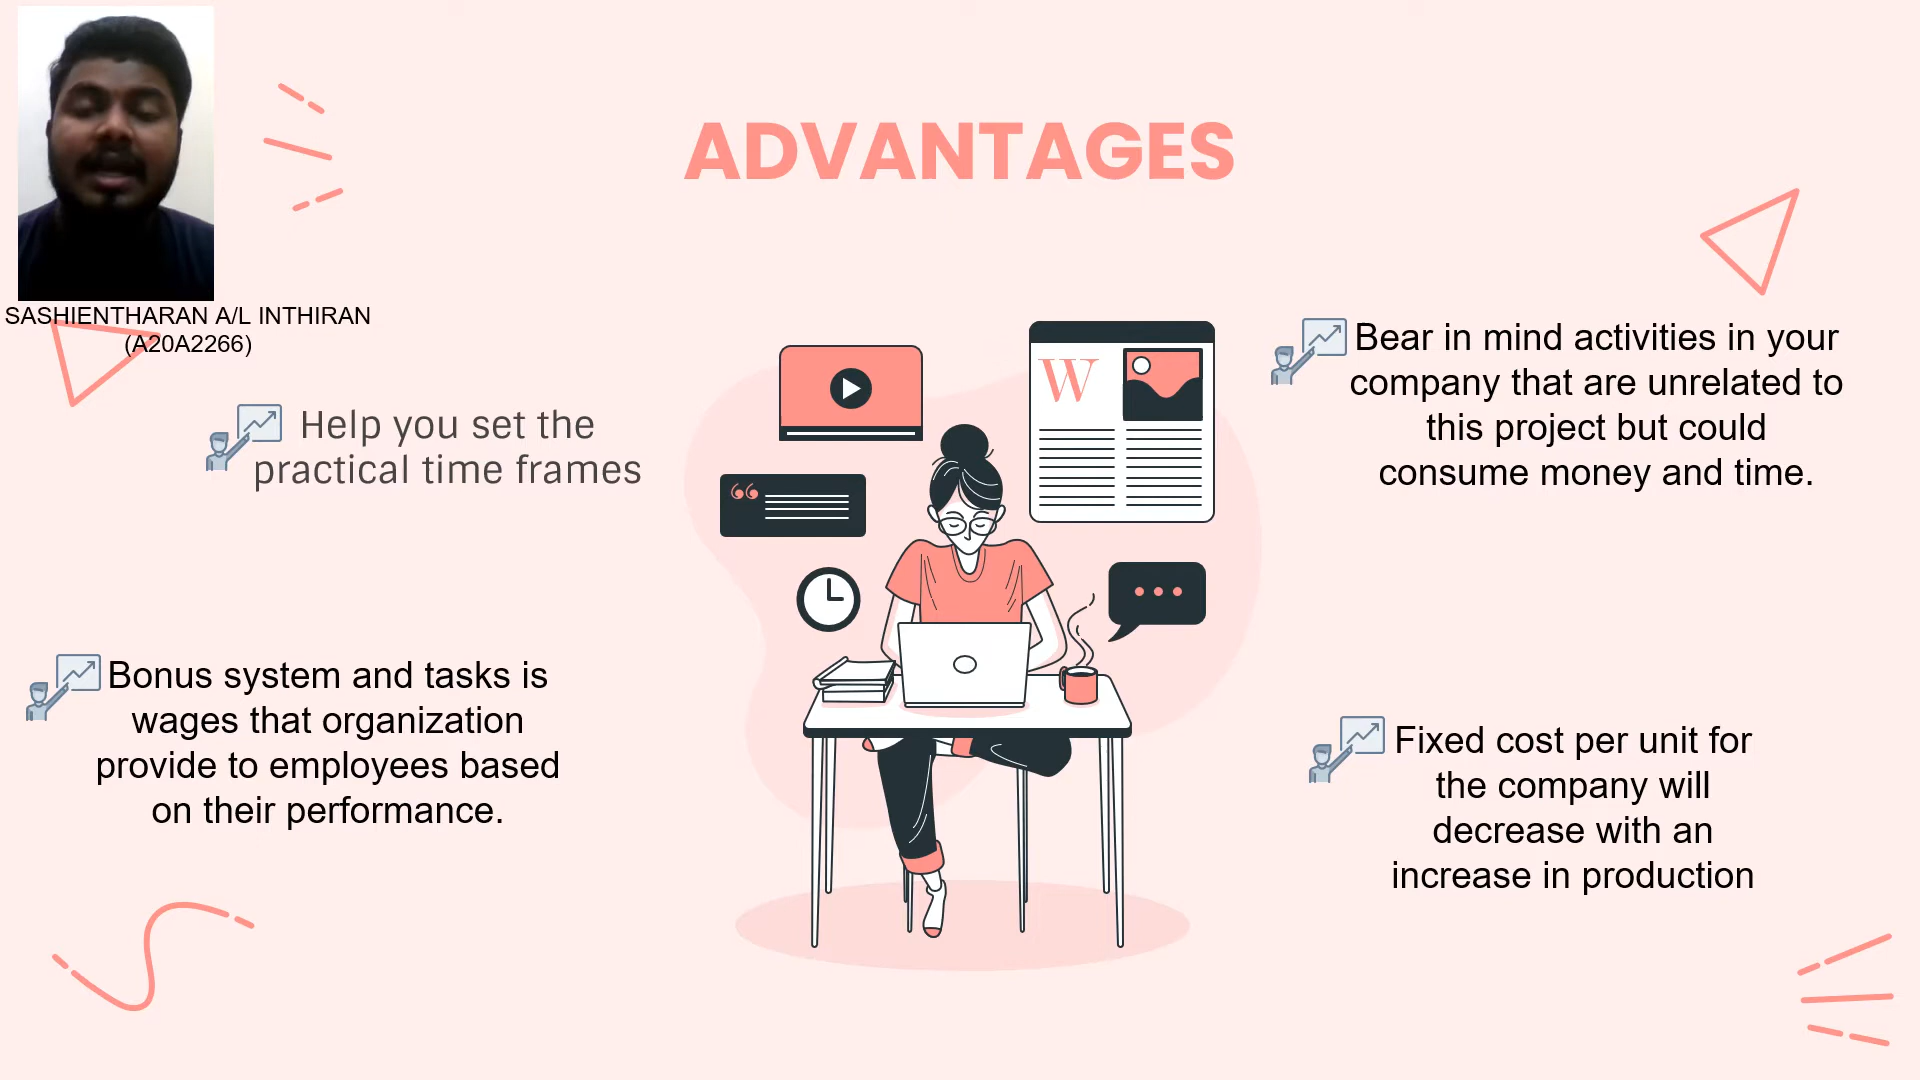 ADVANTAGES
SASHIENTHARAN A/L INTHIRAN
(A20A2266)
Help you set the
practical time frames
Bonus system and tasks is
wages that organization
provide to employees based
on their performance.
W
“
Bear in mind activities in your
company that are unrelated to
this project but could
consume money and time.
Fixed cost per unit for
the company will
decrease with an
increase in production